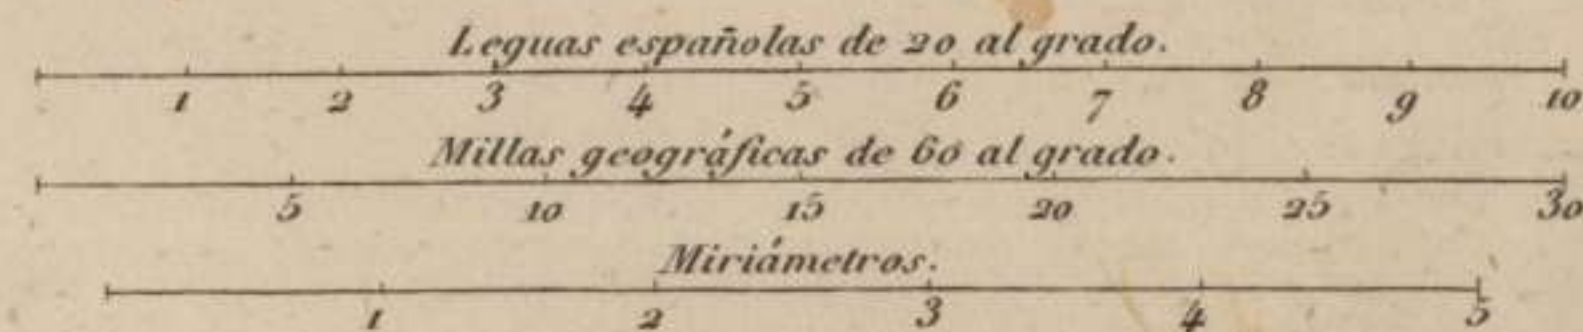 Leguas españolas de 20 al grado.
1 2 3 4 5 6 7 8 9 10
Millas geográficas de 60 al grado.
5 10 15 20 25 30
Miriámetros.
1 2 3 4 5